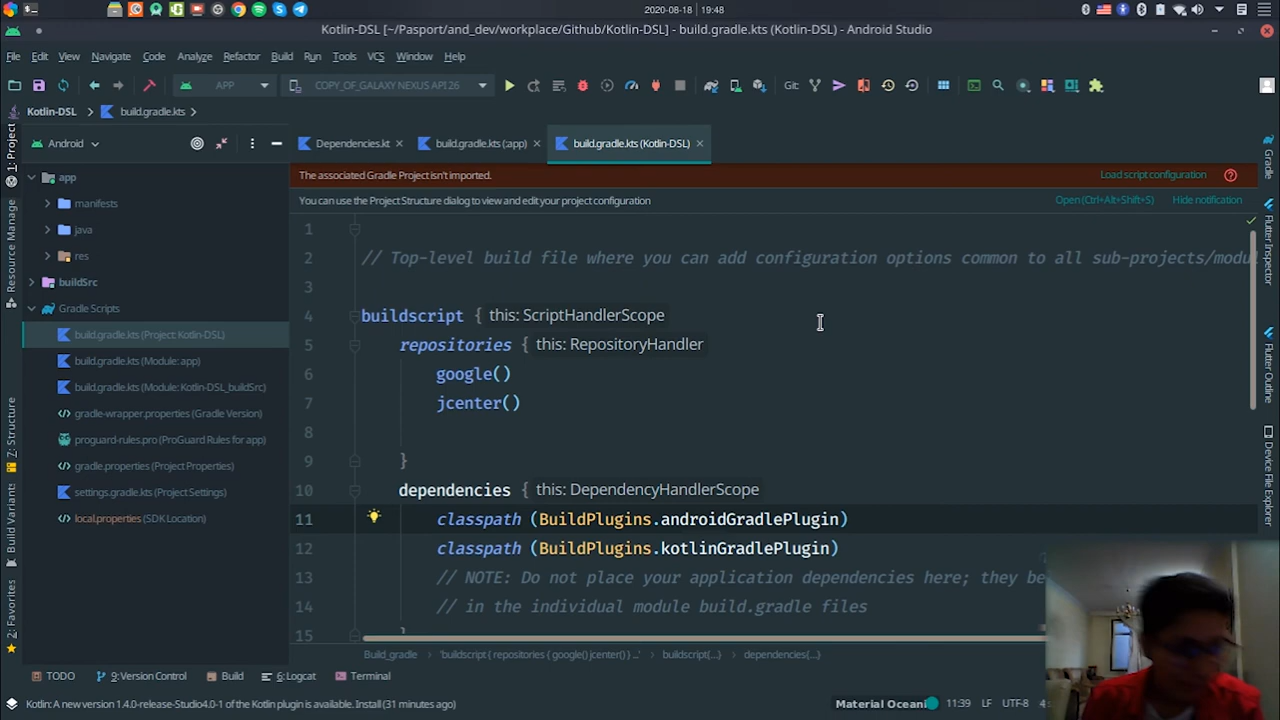 2020-08-18 | 19:48
Kotlin-DSL [~/Pasport/and_dev/workplace/Github/Kotlin-DSL] - build.gradle.kts (Kotlin-DSL) - Android Studio
File Edit View Navigate Code Analyze Refactor Build Run Tools VCS Window Help
APP COPY_OF_GALAXY NEXUS API 26 Git:
Kotlin-DSL build.gradle.kts
Android
Dependencies.kt
build.gradle.kts (app)
build.gradle.kts (Kotlin-DSL)
The associated Gradle Project isn't imported. Load script configuration
You can use the Project Structure dialog to view and edit your project configuration Open (Ctrl+Alt+Shift+S) Hide notification
1: Project
Resource Manage
Z: Structure
Build Variants
2: Favorites
app
manifests
java
res
buildSrc
Gradle Scripts
build.gradle.kts (Project: Kotlin-DSL)
build.gradle.kts (Module: app)
build.gradle.kts (Module: Kotlin-DSL_buildSrc)
gradle-wrapper.properties (Gradle Version)
proguard-rules.pro (ProGuard Rules for app)
gradle.properties (Project Properties)
settings.gradle.kts (Project Settings)
local.properties (SDK Location)
1
2 // Top-level build file where you can add configuration options common to all sub-projects/modul
3
4 buildscript { this: ScriptHandlerScope
5 repositories { this: RepositoryHandler
6 google()
7 jcenter()
8
9 }
10 dependencies { this: DependencyHandlerScope
11 classpath (BuildPlugins.androidGradlePlugin)
12 classpath (BuildPlugins.kotlinGradlePlugin)
13 // NOTE: Do not place your application dependencies here; they be
14 // in the individual module build.gradle files
15 }
Gradle
Flutter Inspector
Flutter Outline
Device File Explorer
Build_gradle 'buildscript { repositories { google() jcenter() } ...' buildscript{...} dependencies{...}
TODO 9: Version Control Build 6: Logcat Terminal
Kotlin: A new version 1.4.0-release-Studio4.0-1 of the Kotlin plugin is available. Install (31 minutes ago)
Material Oceani 11:39 LF UTF-8 4